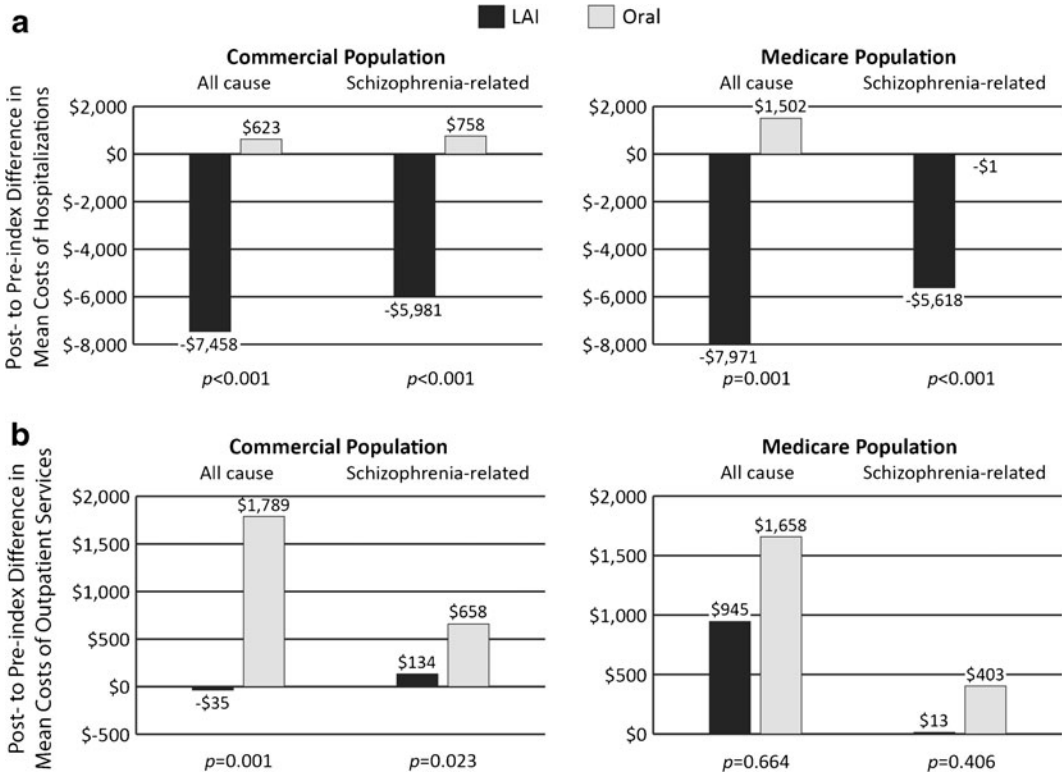 a
LAI Oral
Commercial Population
All cause Schizophrenia-related
Post- to Pre-index Difference in
Mean Costs of Hospitalizations
$2,000
$0
$-2,000
$-4,000
$-6,000
$-8,000
$623
-$7,458
$758
-$5,981
p<0.001 p<0.001
Medicare Population
All cause Schizophrenia-related
$2,000
$0
$-2,000
$-4,000
$-6,000
$-8,000
$1,502
-$7,971
-$1
-$5,618
p=0.001 p<0.001
b
Commercial Population
All cause Schizophrenia-related
Post- to Pre-index Difference in
Mean Costs of Outpatient Services
$2,000
$1,500
$1,000
$500
$0
$-500
$1,789
-$35
$658
$134
p=0.001 p=0.023
Medicare Population
All cause Schizophrenia-related
$2,000
$1,500
$1,000
$500
$0
$1,658
$945
$403
$13
p=0.664 p=0.406